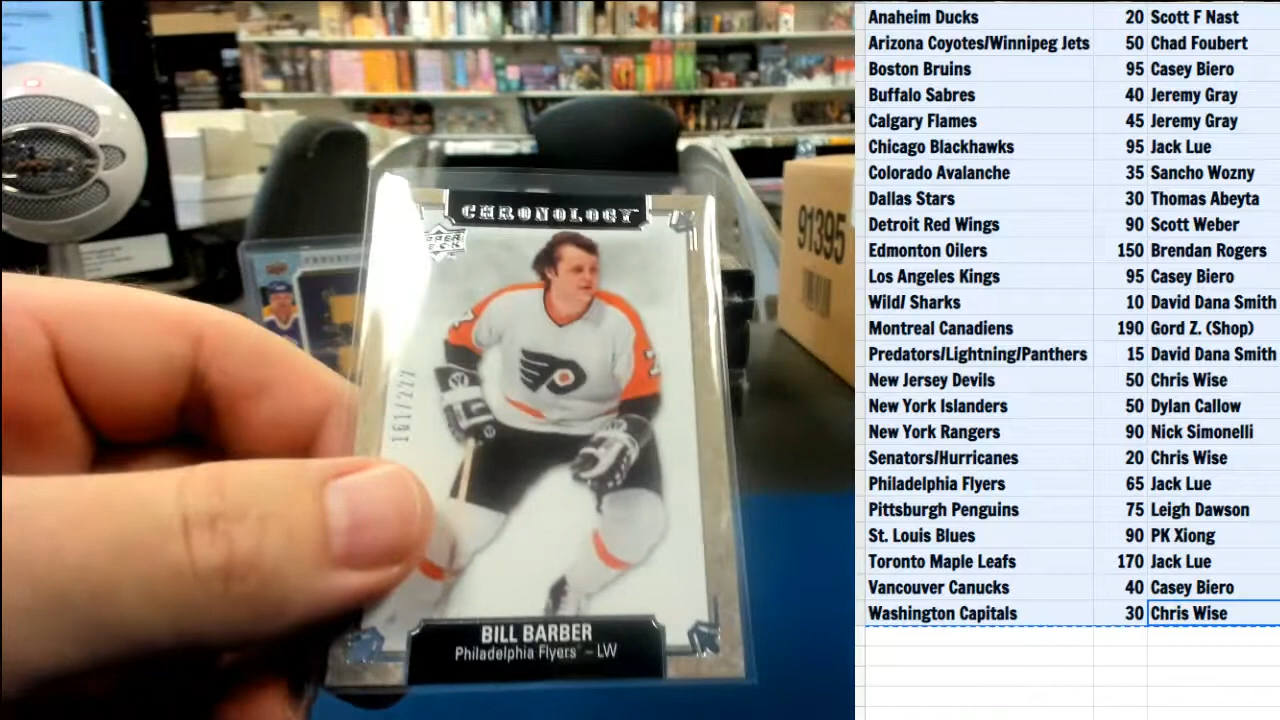 CHRONOLOGY
UPPER DECK
161/222
BILL BARBER
Philadelphia Flyers - LW
91395
Anaheim Ducks 20 Scott F Nast
Arizona Coyotes/Winnipeg Jets 50 Chad Foubert
Boston Bruins 95 Casey Biero
Buffalo Sabres 40 Jeremy Gray
Calgary Flames 45 Jeremy Gray
Chicago Blackhawks 95 Jack Lue
Colorado Avalanche 35 Sancho Wozny
Dallas Stars 30 Thomas Abeyta
Detroit Red Wings 90 Scott Weber
Edmonton Oilers 150 Brendan Rogers
Los Angeles Kings 95 Casey Biero
Wild/ Sharks 10 David Dana Smith
Montreal Canadiens 190 Gord Z. (Shop)
Predators/Lightning/Panthers 15 David Dana Smith
New Jersey Devils 50 Chris Wise
New York Islanders 50 Dylan Callow
New York Rangers 90 Nick Simonelli
Senators/Hurricanes 20 Chris Wise
Philadelphia Flyers 65 Jack Lue
Pittsburgh Penguins 75 Leigh Dawson
St. Louis Blues 90 PK Xiong
Toronto Maple Leafs 170 Jack Lue
Vancouver Canucks 40 Casey Biero
Washington Capitals 30 Chris Wise